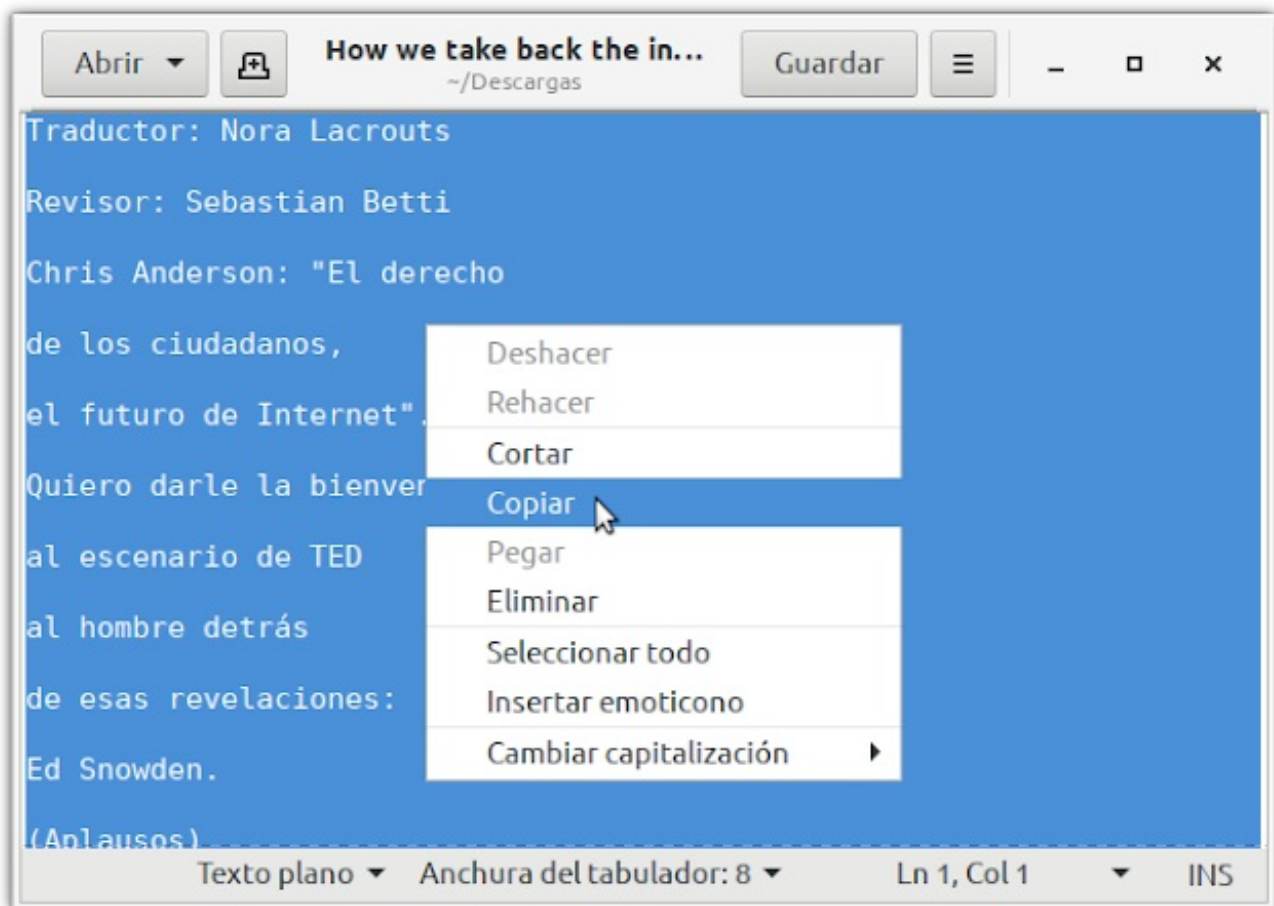 Abrir How we take back the in... Guardar
~/Descargas
Traductor: Nora Lacrouts
Revisor: Sebastian Betti
Chris Anderson: "El derecho
de los ciudadanos,
el futuro de Internet".
Quiero darle la bienven
al escenario de TED
al hombre detrás
de esas revelaciones:
Ed Snowden.
(Aplausos)
Deshacer
Rehacer
Cortar
Copiar
Pegar
Eliminar
Seleccionar todo
Insertar emoticono
Cambiar capitalización
Texto plano Anchura del tabulador: 8 Ln 1, Col 1 INS